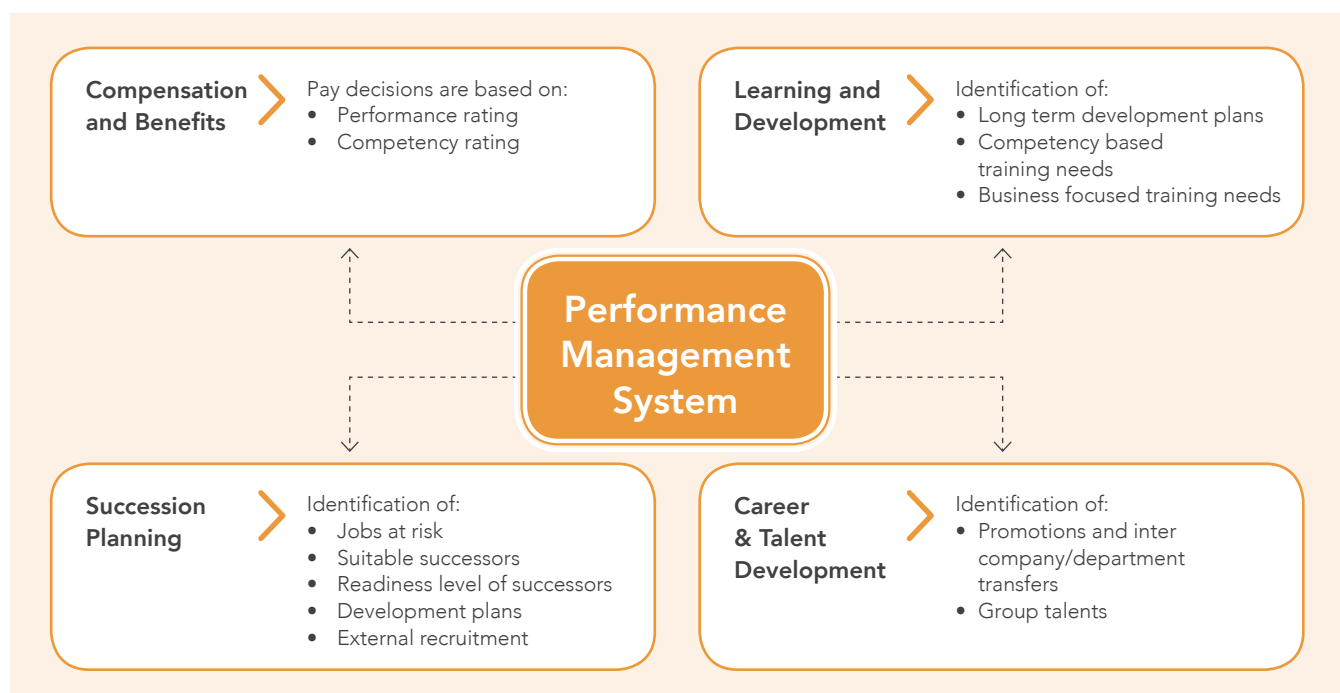 Compensation
and Benefits
Pay decisions are based on:
• Performance rating
• Competency rating
Learning and
Development
Identification of:
• Long term development plans
• Competency based
training needs
• Business focused training needs
Performance
Management
System
Succession
Planning
Identification of:
• Jobs at risk
• Suitable successors
• Readiness level of successors
• Development plans
• External recruitment
Career
& Talent
Development
Identification of:
• Promotions and inter
company/department
transfers
• Group talents